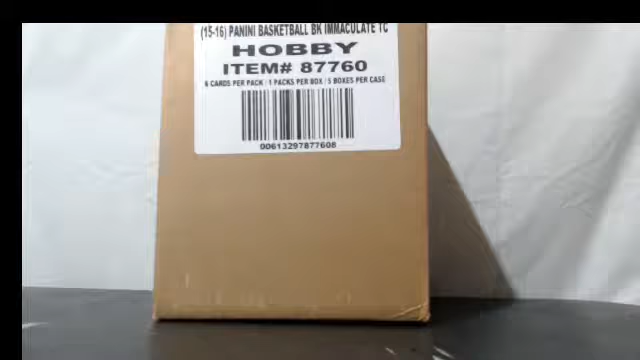 (15-16) PANINI BASKETBALL BK IMMACULATE TC
HOBBY
ITEM# 87760
6 CARDS PER PACK / 1 PACKS PER BOX / 5 BOXES PER CASE
00613297877608